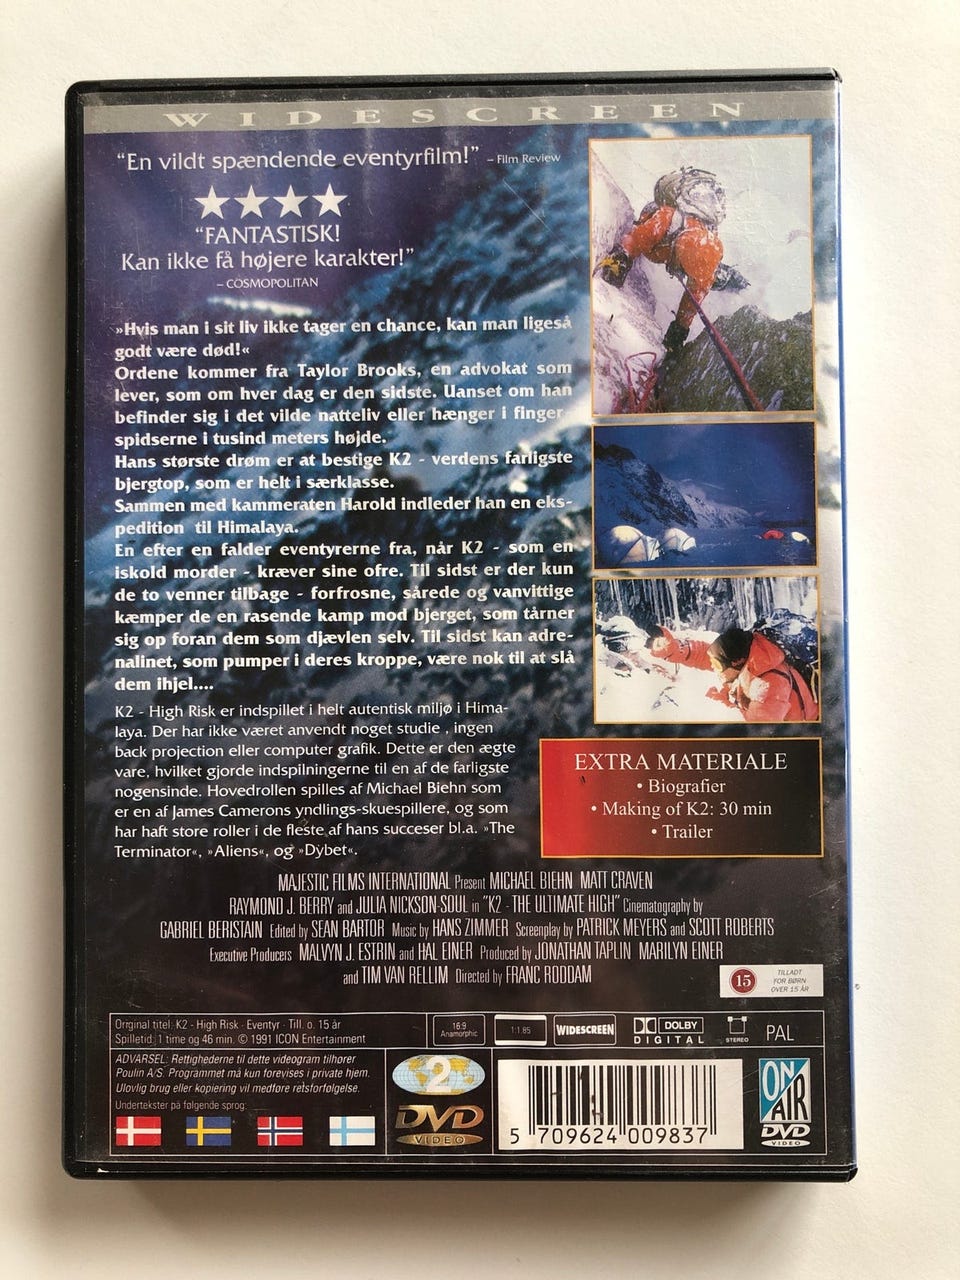 WIDESCREEN
“En vildt spændende eventyrfilm!” – Film Review
“FANTASTISK!
Kan ikke få højere karakter!”
– COSMOPOLITAN
»Hvis man i sit liv ikke tager en chance, kan man ligeså
godt være død!«
Ordene kommer fra Taylor Brooks, en advokat som
lever, som om hver dag er den sidste. Uanset om han
befinder sig i det vilde natteliv eller hænger i finger-
spidserne i tusind meters højde.
Hans største drøm er at bestige K2 - verdens farligste
bjergtop, som er helt i særklasse.
Sammen med kammeraten Harold indleder han en eks-
pedition til Himalaya.
En efter en falder eventyrerne fra, når K2 - som en
iskold morder - kræver sine ofre. Til sidst er der kun
de to venner tilbage - forfrosne, sårede og vanvittige
kæmper de en rasende kamp mod bjerget, som tårner
sig op foran dem som djævlen selv. Til sidst kan adre-
nalinet, som pumper i deres kroppe, være nok til at slå
dem ihjel....
K2 - High Risk er indspillet i helt autentisk miljø i Hima-
laya. Der har ikke været anvendt noget studie , ingen
back projection eller computer grafik. Dette er den ægte
vare, hvilket gjorde indspilningerne til en af de farligste
nogensinde. Hovedrollen spilles af Michael Biehn som
er en af James Camerons yndlings-skuespillere, og som
har haft store roller i de fleste af hans succeser bl.a. »The
Terminator«, »Aliens«, og »Dybet«.
EXTRA MATERIALE
• Biografier
• Making of K2: 30 min
• Trailer
MAJESTIC FILMS INTERNATIONAL Present MICHAEL BIEHN MATT CRAVEN
RAYMOND J. BERRY and JULIA NICKSON-SOUL in "K2 - THE ULTIMATE HIGH" Cinematography by
GABRIEL BERISTAIN Edited by SEAN BARTOR Music by HANS ZIMMER Screenplay by PATRICK MEYERS and SCOTT ROBERTS
Executive Producers MALVYN J. ESTRIN and HAL EINER Produced by JONATHAN TAPLIN MARILYN EINER
and TIM VAN RELLIM Directed by FRANC RODDAM
15
TILLADT
FOR BØRN
OVER 15 ÅR
Original titel: K2 - High Risk · Eventyr · Till. o. 15 år
Spilletid: 1 time og 46 min. © 1991 ICON Entertainment
16:9
Anamorphic
1:1.85
WIDESCREEN
DOLBY
DIGITAL
STEREO
PAL
ADVARSEL: Rettighederne til dette videogram tilhører
Poulin A/S. Programmet må kun forevises i private hjem.
Ulovlig brug eller kopiering vil medføre retsforfølgelse.
Undertekster på følgende sprog:
2
DVD
VIDEO
5 709624 009837
ON
AIR
DVD
VIDEO